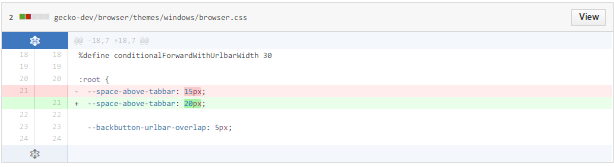 2 gecko-dev/browser/themes/windows/browser.css View
@@ -18,7 +18,7 @@
18 18 %define conditionalForwardWithUrlbarWidth 30
19 19
20 20 :root {
21 - --space-above-tabbar: 15px;
21 + --space-above-tabbar: 20px;
22 22
23 23 --backbutton-urlbar-overlap: 5px;
24 24